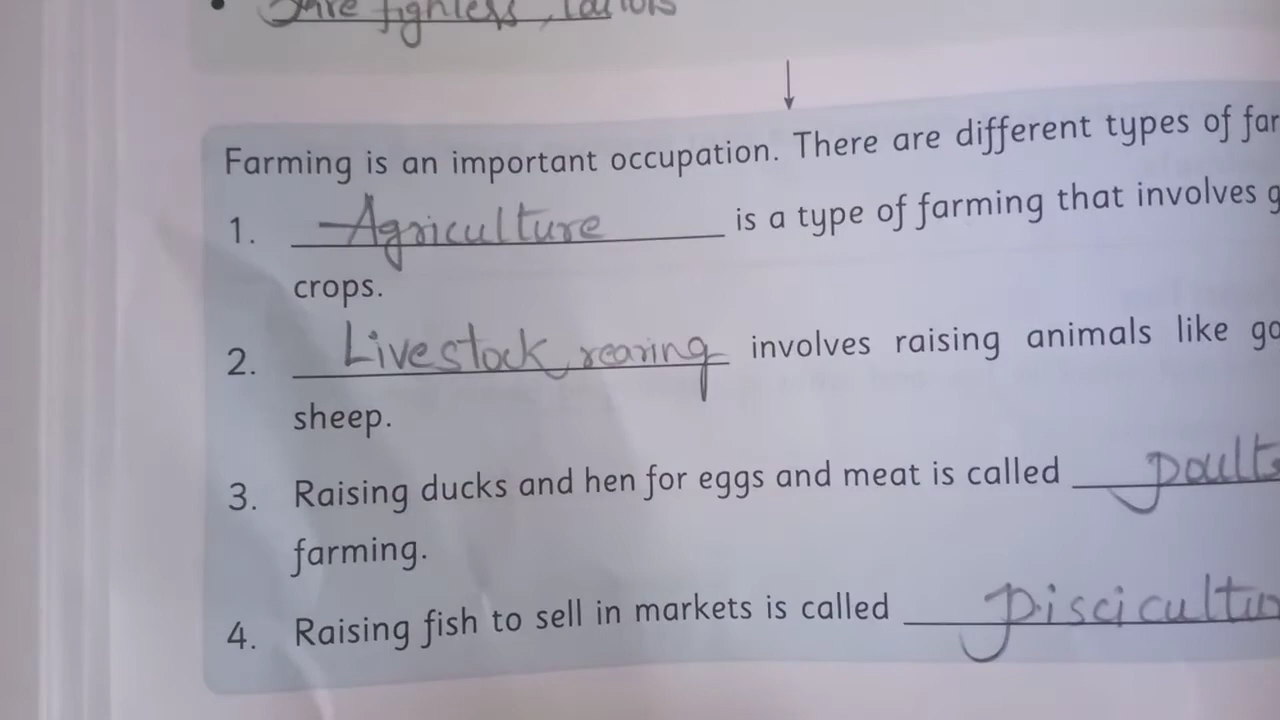 Farming is an important occupation. There are different types of far
1. Agriculture is a type of farming that involves g
crops.
2. Livestock rearing involves raising animals like go
sheep.
3. Raising ducks and hen for eggs and meat is called poult
farming.
4. Raising fish to sell in markets is called piscicultu